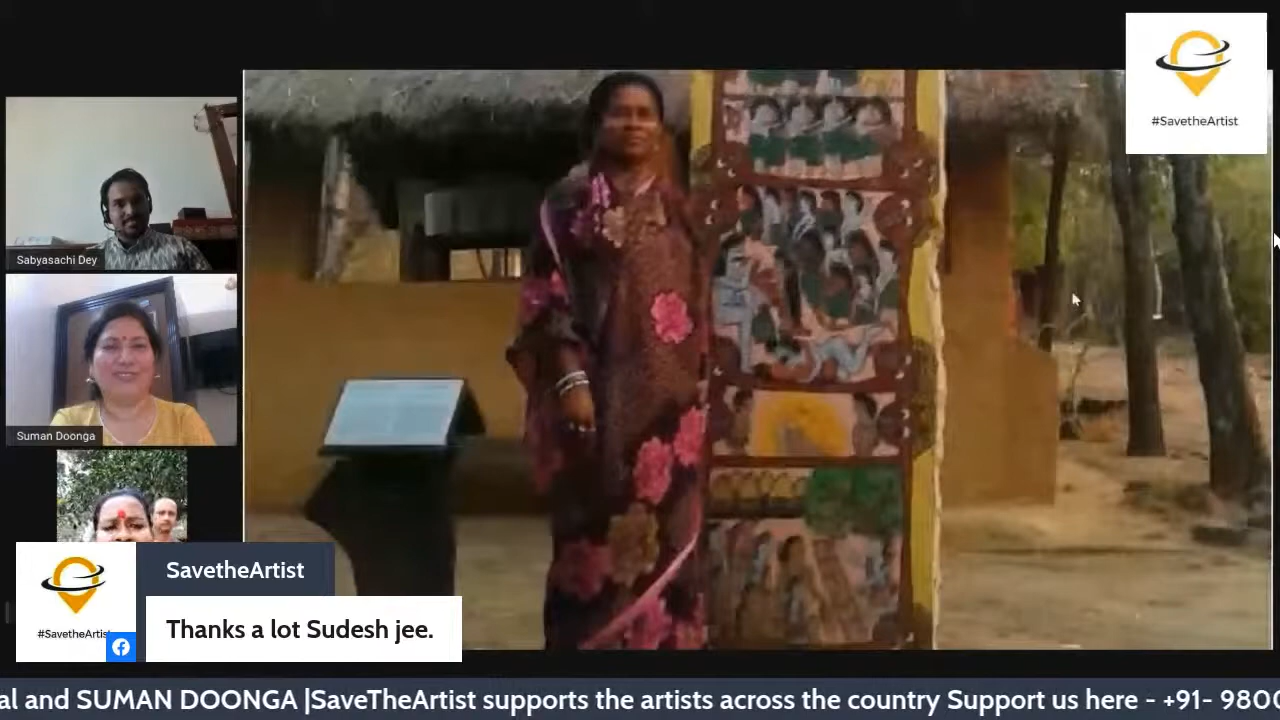 #SavetheArtist
Sabyasachi Dey
Suman Doonga
#SavetheArtis
SavetheArtist
Thanks a lot Sudesh jee.
al and SUMAN DOONGA |SaveTheArtist supports the artists across the country Support us here - +91- 980